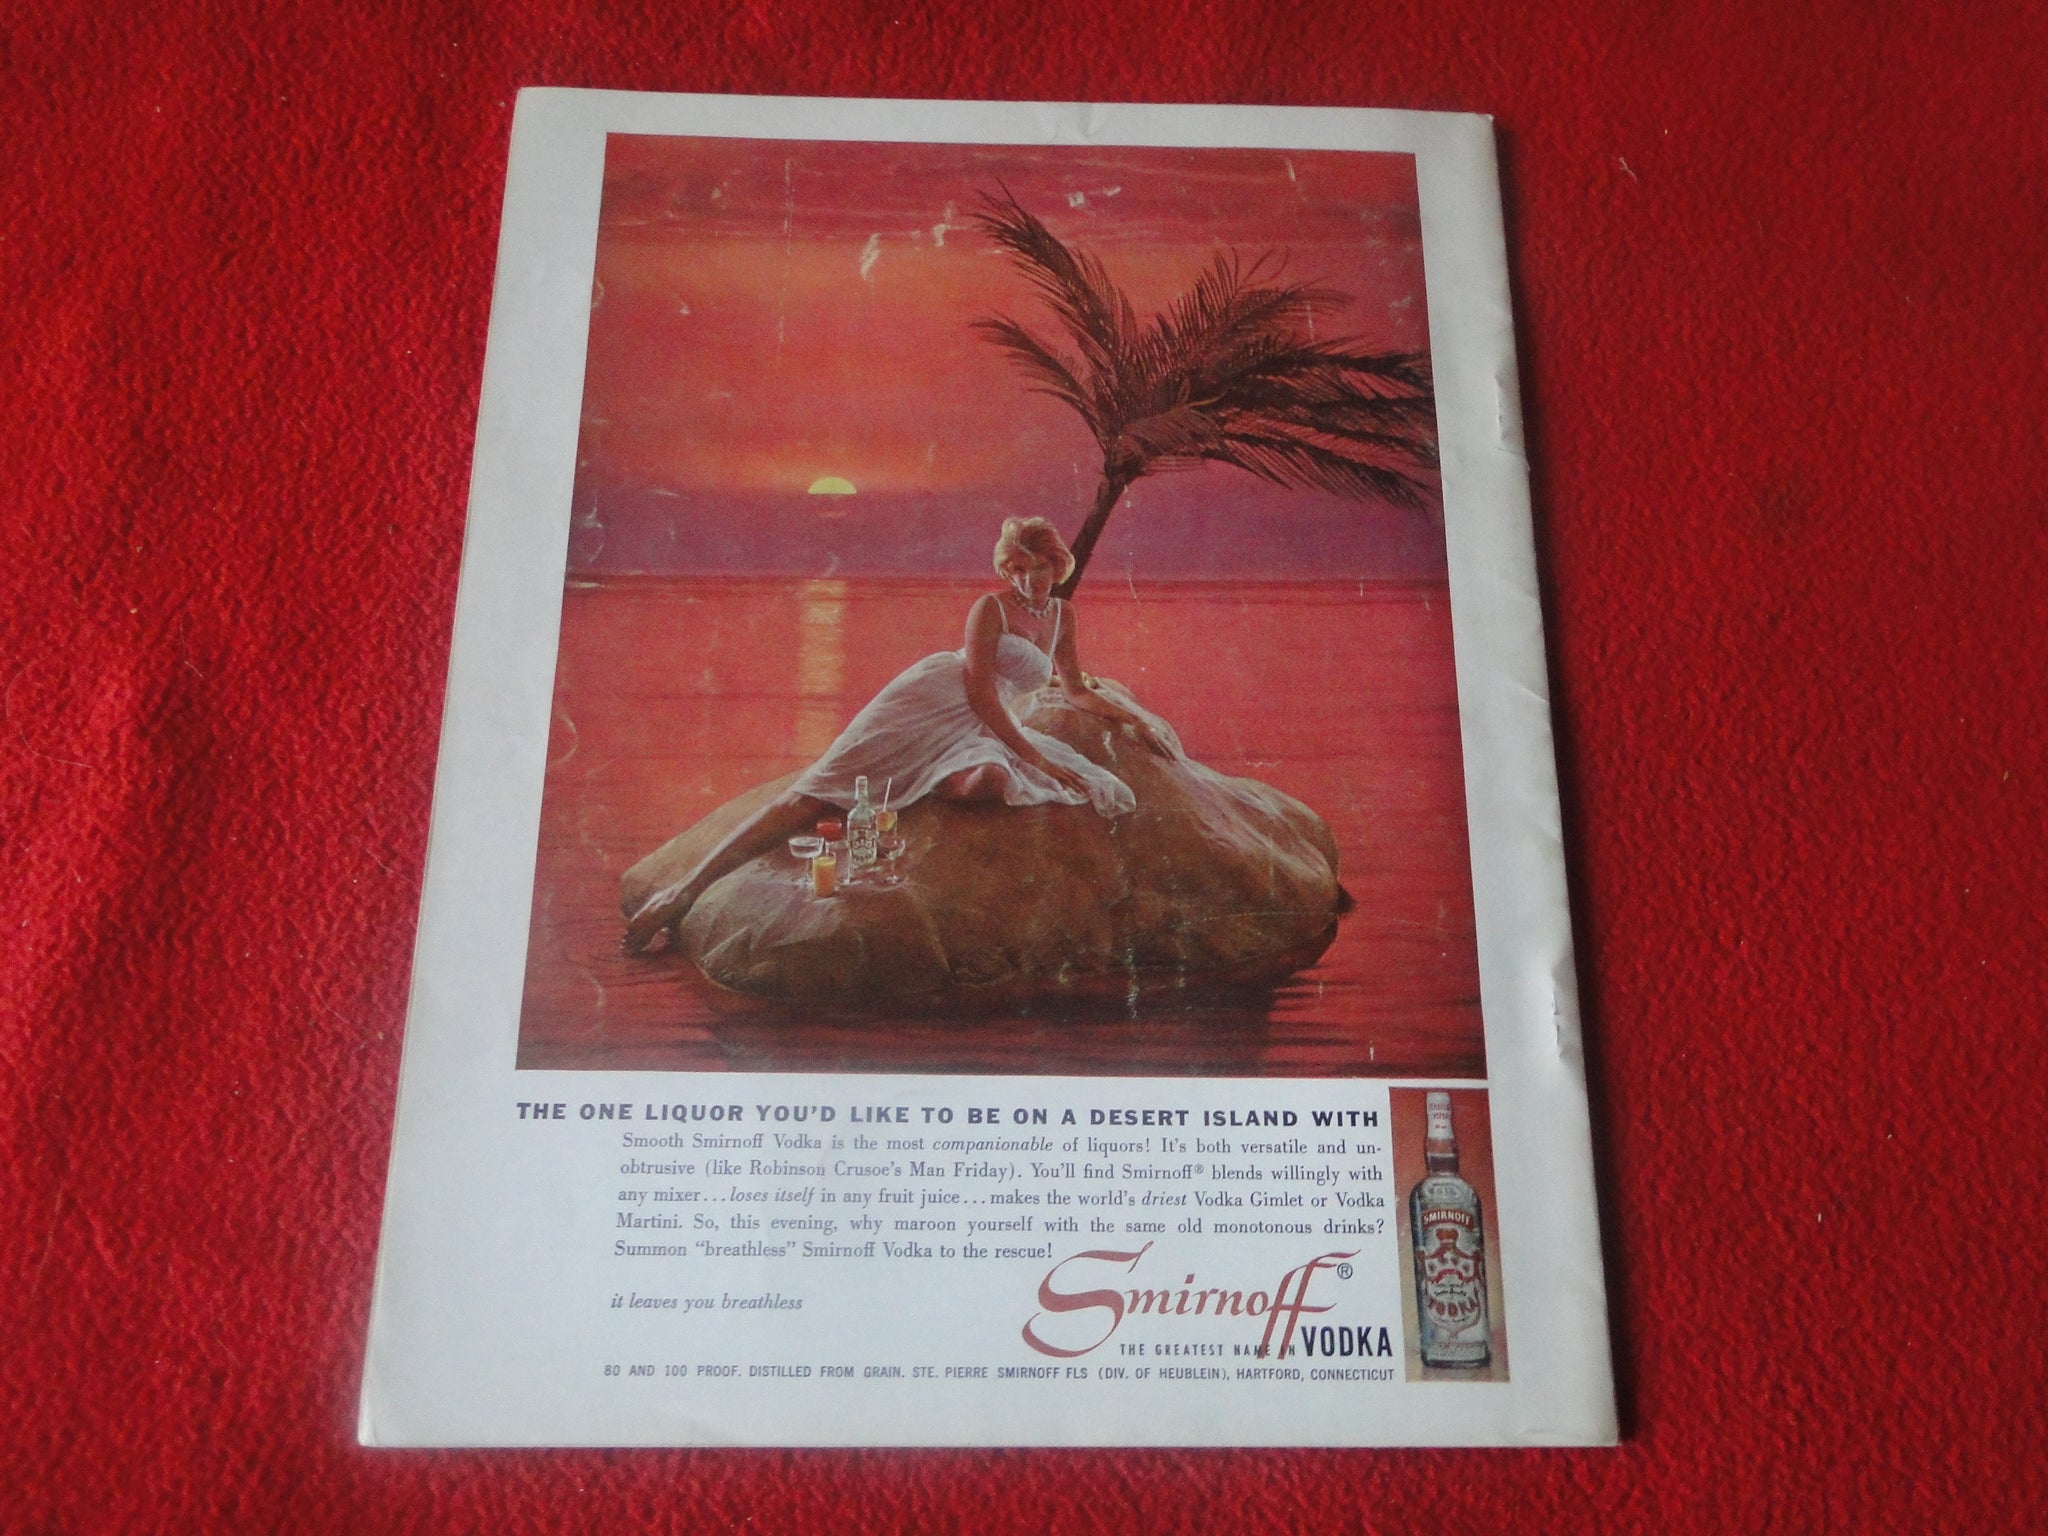 THE ONE LIQUOR YOU'D LIKE TO BE ON A DESERT ISLAND WITH
Smooth Smirnoff Vodka is the most companionable of liquors! It's both versatile and un-
obtrusive (like Robinson Crusoe's Man Friday). You'll find Smirnoff® blends willingly with
any mixer...loses itself in any fruit juice...makes the world's driest Vodka Gimlet or Vodka
Martini. So, this evening, why maroon yourself with the same old monotonous drinks?
Summon "breathless" Smirnoff Vodka to the rescue!
it leaves you breathless
Smirnoff®
THE GREATEST NAME IN VODKA
80 AND 100 PROOF. DISTILLED FROM GRAIN. STE. PIERRE SMIRNOFF FLS (DIV. OF HEUBLEIN), HARTFORD, CONNECTICUT
SMIRNOFF
VODKA